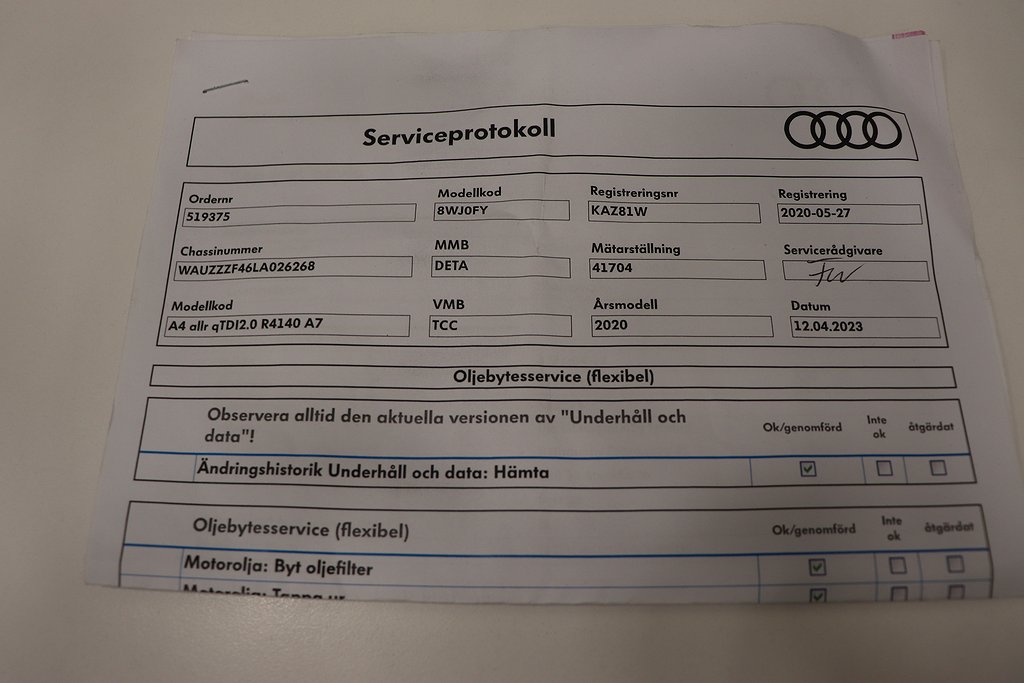 Serviceprotokoll
Ordernr Modellkod Registreringsnr Registrering
519375 8WJ0FY KAZ81W 2020-05-27
Chassinummer MMB Mätarställning Servicerådgivare
WAUZZZF46LA026268 DETA 41704
Modellkod VMB Årsmodell Datum
A4 allr qTDI2.0 R4140 A7 TCC 2020 12.04.2023
Oljebytesservice (flexibel)
Observera alltid den aktuella versionen av "Underhåll och
data"!
Ok/genomförd Inte ok åtgärdat
Ändringshistorik Underhåll och data: Hämta
Oljebytesservice (flexibel) Ok/genomförd Inte ok åtgärdat
Motorolja: Byt oljefilter
Motorolja: Tappa ur